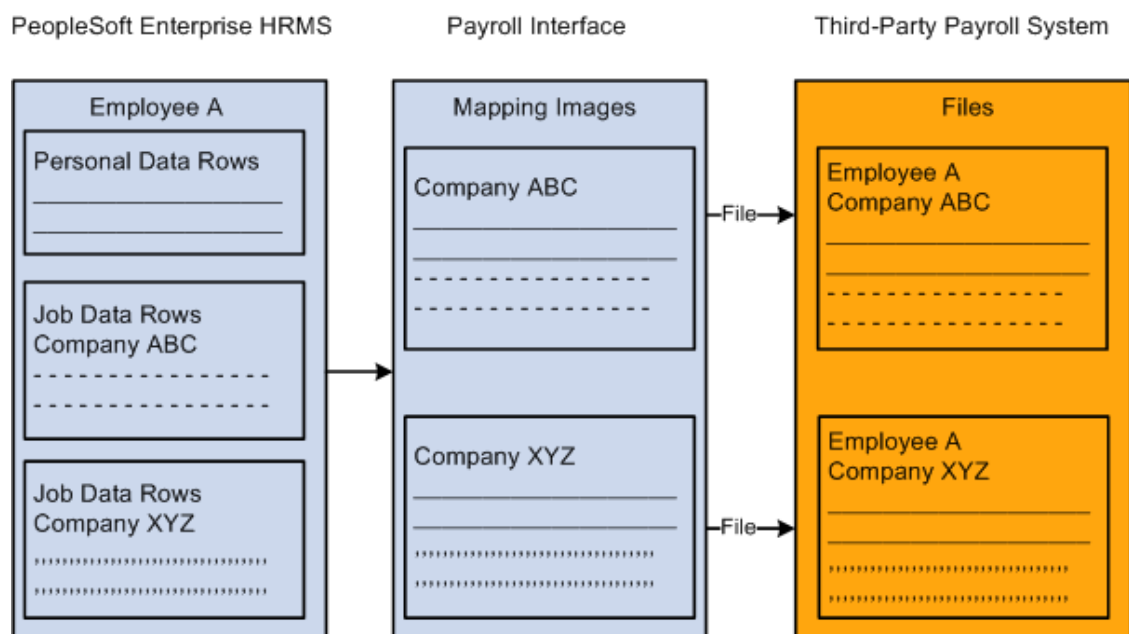 PeopleSoft Enterprise HRMS
Payroll Interface
Third-Party Payroll System
Employee A
Personal Data Rows
Job Data Rows
Company ABC
Job Data Rows
Company XYZ
Mapping Images
Company ABC
Company XYZ
File
File
Files
Employee A
Company ABC
Employee A
Company XYZ